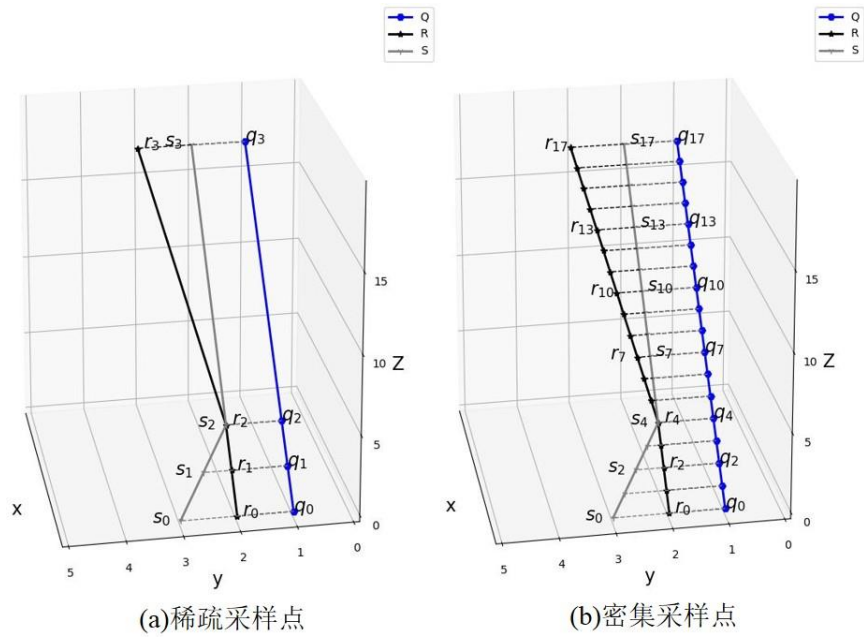 Q
R
S
Q
R
S
r3 s3 q3
s2 r2 q2
s1 r1 q1
s0 r0 q0
15
10
5
0
Z
x
y
5 4 3 2 1 0
(a)稀疏采样点
r17 s17 q17
r13 s13 q13
r10 s10 q10
r7 s7 q7
s4 r4 q4
s2 r2 q2
s0 r0 q0
15
10
5
0
Z
x
y
5 4 3 2 1 0
(b)密集采样点